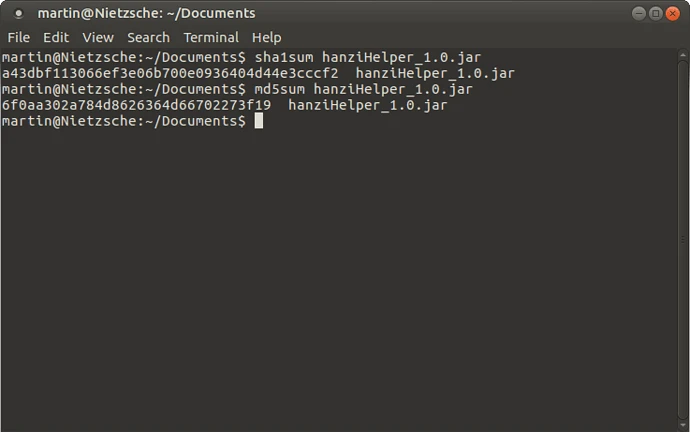 martin@Nietzsche: ~/Documents
File Edit View Search Terminal Help
martin@Nietzsche:~/Documents$ sha1sum hanziHelper_1.0.jar
a43dbf113066ef3e06b700e0936404d44e3cccf2  hanziHelper_1.0.jar
martin@Nietzsche:~/Documents$ md5sum hanziHelper_1.0.jar
6f0aa302a784d8626364d66702273f19  hanziHelper_1.0.jar
martin@Nietzsche:~/Documents$